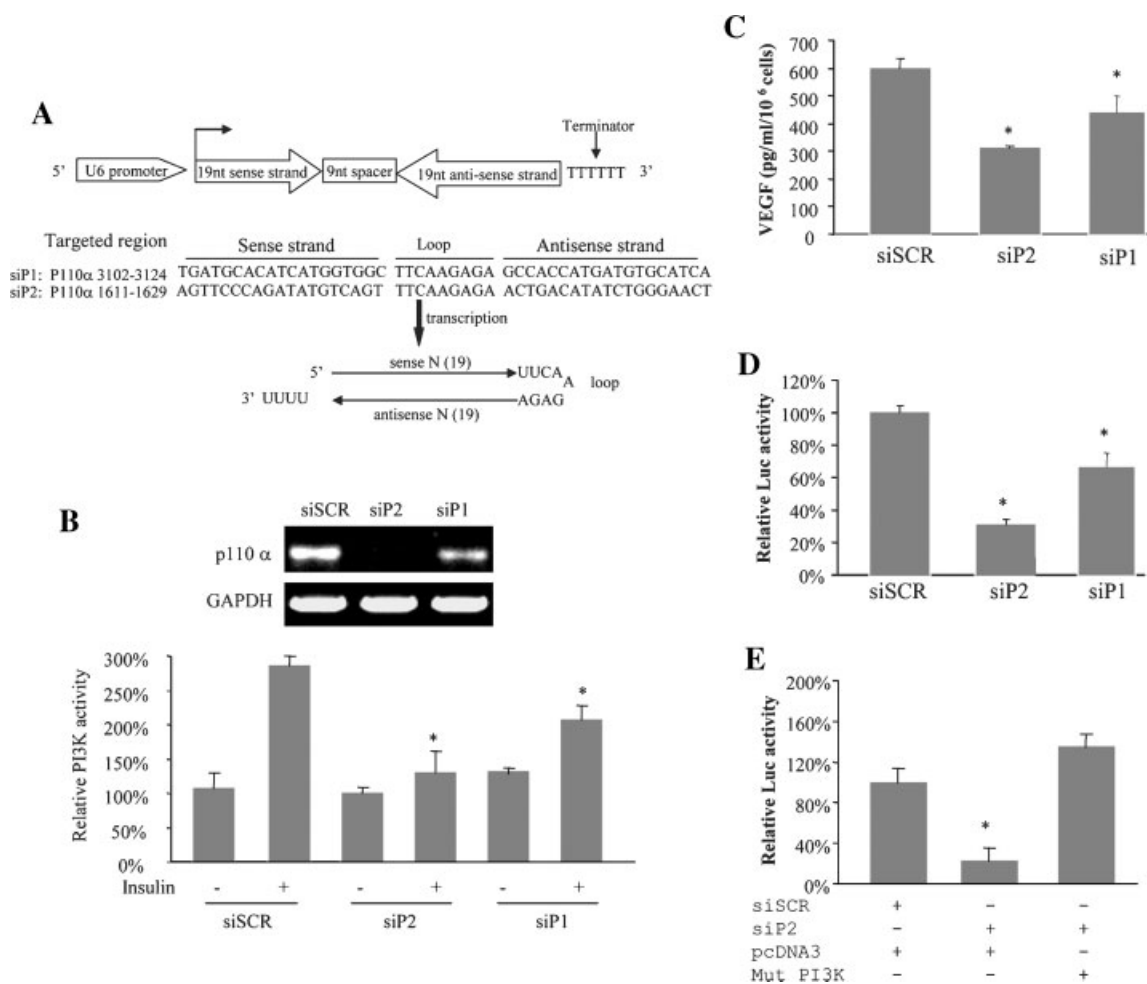 A
Terminator
5' U6 promoter 19nt sense strand 9nt spacer 19nt anti-sense strand TTTTTT 3'
Targeted region Sense strand Loop Antisense strand
siP1: P110α 3102-3124 TGATGCACATCATGGTGGC TTCAAGAGA GCCACCATGATGTGCATCA
siP2: P110α 1611-1629 AGTTCCCAGATATGTCAGT TTCAAGAGA ACTGACATATCTGGGAACT
transcription
5' sense N (19) UUCA
A loop
3' UUUU antisense N (19) AGAG
B
siSCR siP2 siP1
p110 α
GAPDH
Relative PI3K activity
300%
250%
200%
150%
100%
50%
0%
*
*
Insulin - + - + - +
siSCR siP2 siP1
C
VEGF (pg/ml/10 6 cells)
700
600
500
400
300
200
100
0
*
*
siSCR siP2 siP1
D
Relative Luc activity
120%
100%
80%
60%
40%
20%
0%
*
*
siSCR siP2 siP1
E
Relative Luc activity
200%
160%
120%
80%
40%
0%
*
siSCR + - -
siP2 - + +
pcDNA3 + + -
Mut PI3K - - +